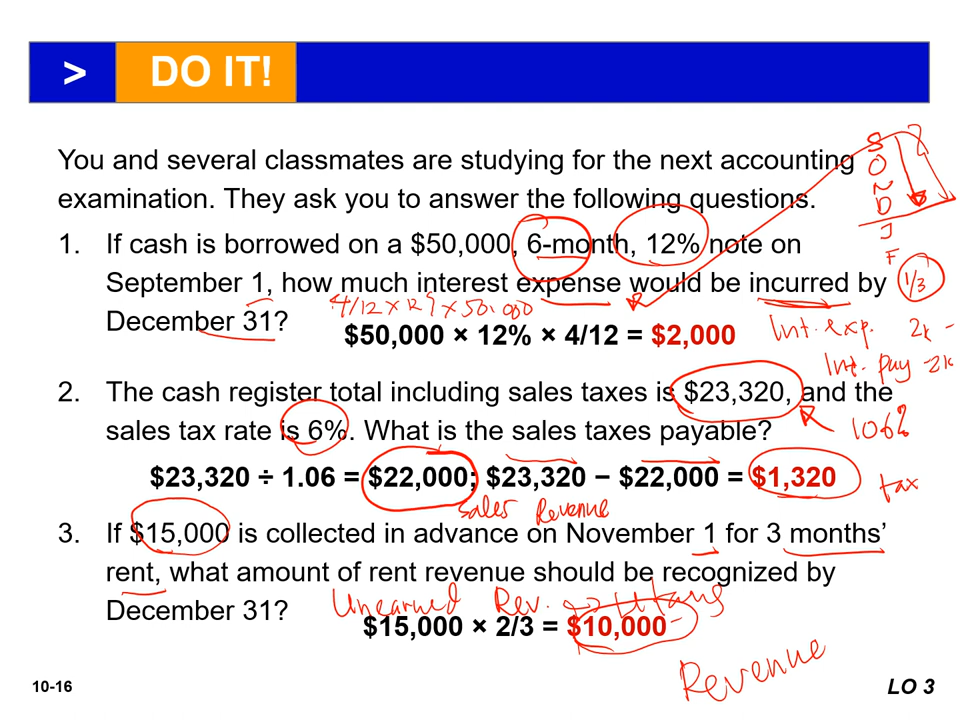 > DO IT!
You and several classmates are studying for the next accounting
examination. They ask you to answer the following questions.
S
O
N
D
J
F
1. If cash is borrowed on a $50,000, 6-month, 12% note on
September 1, how much interest expense would be incurred by
1/3
4/12 x 12% x 50.000
December 31?
$50,000 × 12% × 4/12 = $2,000
Int. exp. 2k -
Int. pay -2k
2. The cash register total including sales taxes is $23,320, and the
sales tax rate is 6%. What is the sales taxes payable?
106%
$23,320 ÷ 1.06 = $22,000; $23,320 − $22,000 = $1,320
tax
Sales Revenue
3. If $15,000 is collected in advance on November 1 for 3 months’
rent, what amount of rent revenue should be recognized by
December 31?
Unearned Rev. => Utang
$15,000 × 2/3 = $10,000
Revenue
10-16
LO 3